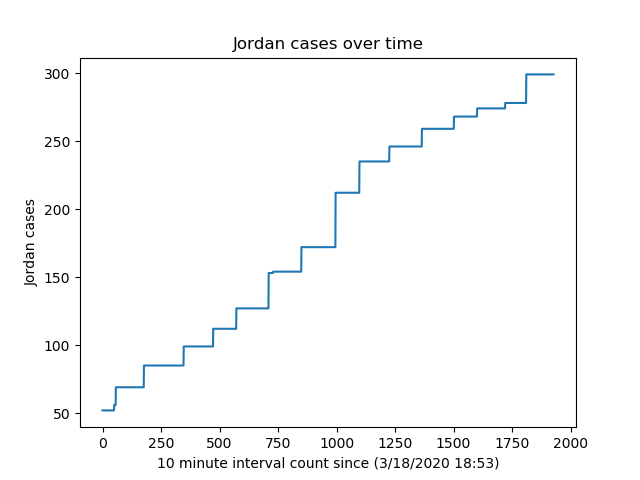 Jordan cases over time
300
250
200
150
100
50
Jordan cases
0 250 500 750 1000 1250 1500 1750 2000
10 minute interval count since (3/18/2020 18:53)